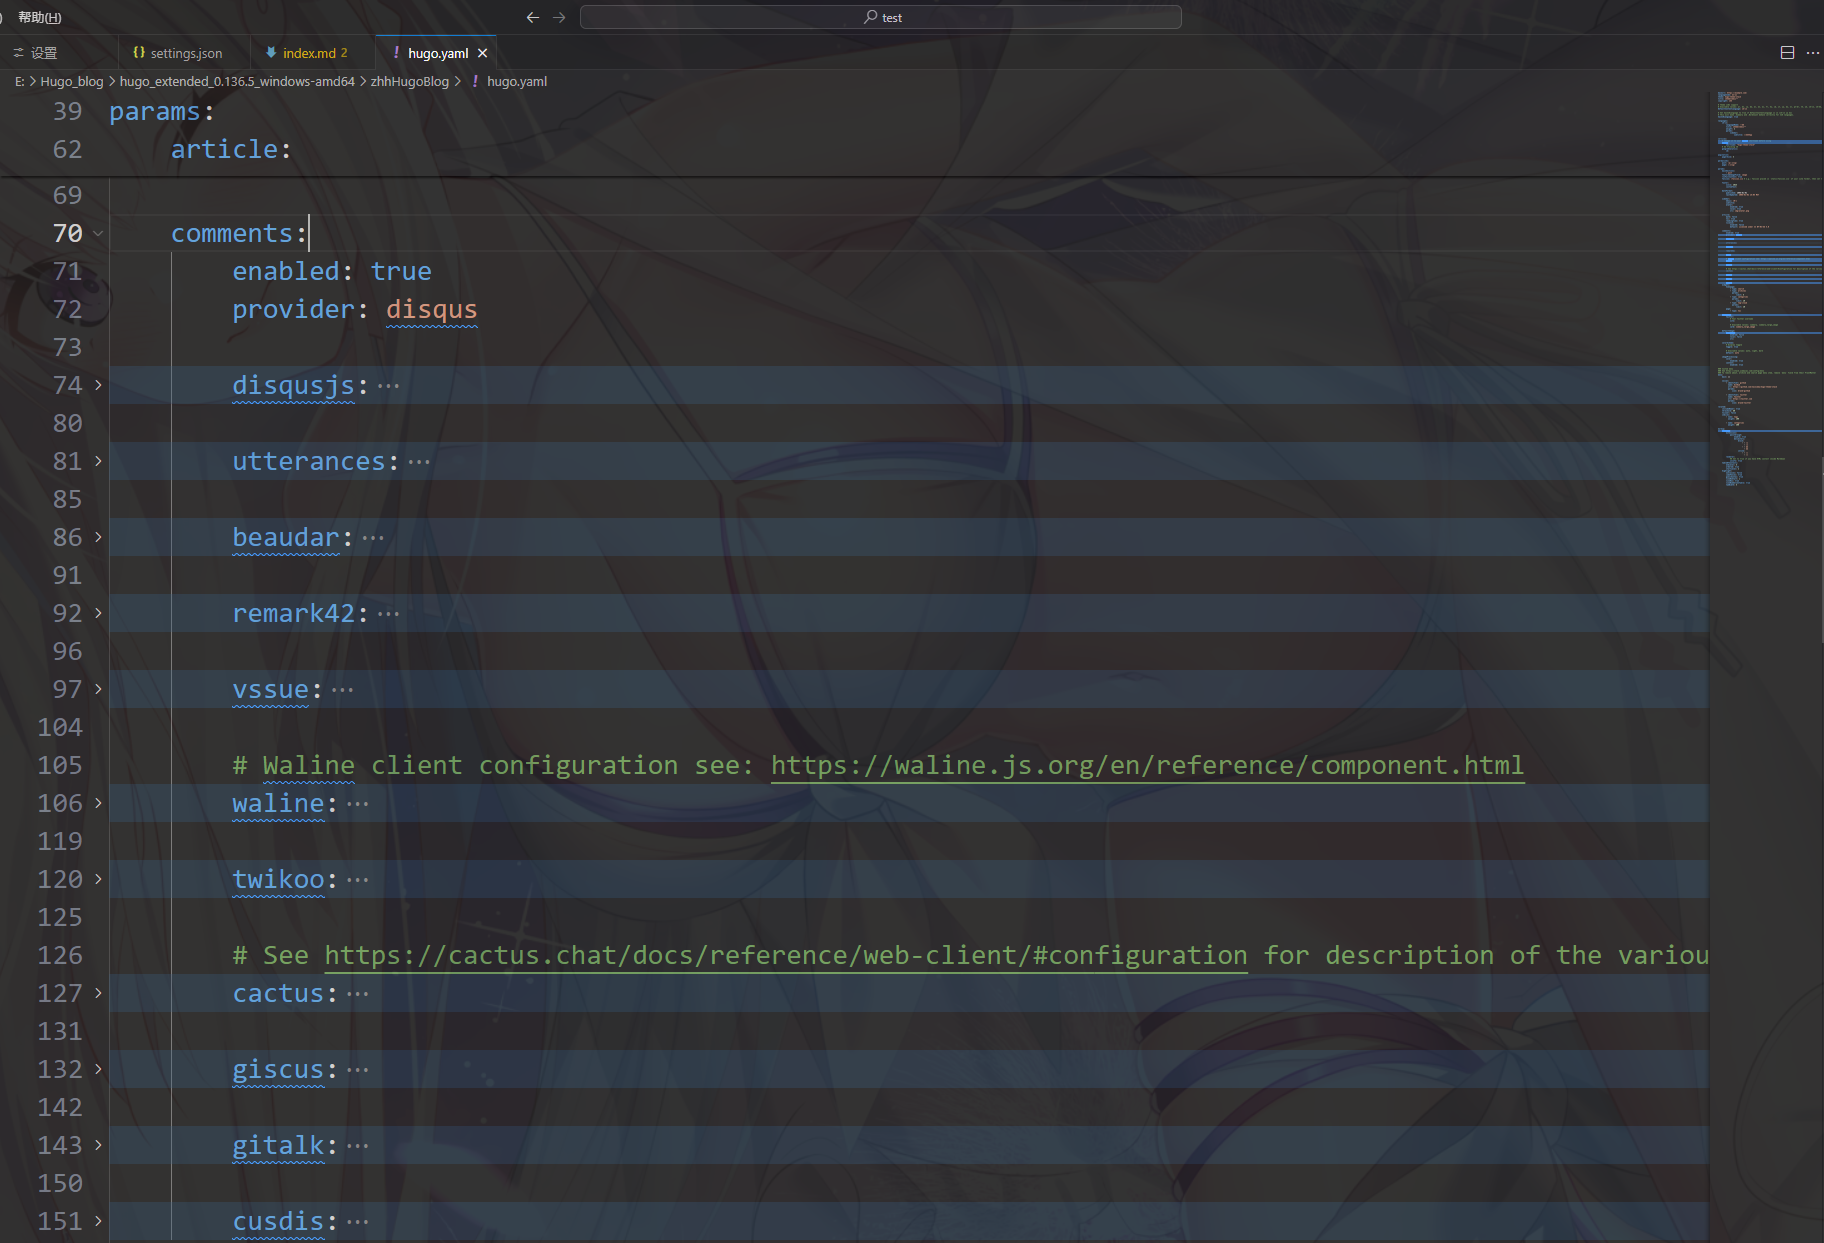 ) 帮助(H)
test
设置
{} settings.json
index.md 2
! hugo.yaml ×
E: > Hugo_blog > hugo_extended_0.136.5_windows-amd64 > zhhHugoBlog > ! hugo.yaml
39 params:
62 article:
69
70 comments:
71 enabled: true
72 provider: disqus
73
74 disqusjs: ···
80
81 utterances: ···
85
86 beaudar: ···
91
92 remark42: ···
96
97 vssue: ···
104
105 # Waline client configuration see: https://waline.js.org/en/reference/component.html
106 waline: ···
119
120 twikoo: ···
125
126 # See https://cactus.chat/docs/reference/web-client/#configuration for description of the variou
127 cactus: ···
131
132 giscus: ···
142
143 gitalk: ···
150
151 cusdis: ···